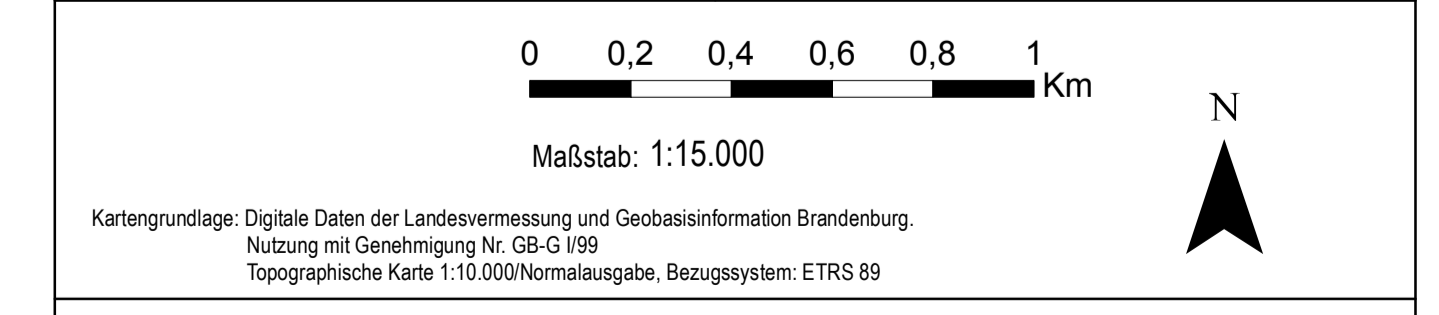 0 0,2 0,4 0,6 0,8 1
Km
N
Maßstab: 1:15.000
Kartengrundlage: Digitale Daten der Landesvermessung und Geobasisinformation Brandenburg.
Nutzung mit Genehmigung Nr. GB-G I/99
Topographische Karte 1:10.000/Normalausgabe, Bezugssystem: ETRS 89